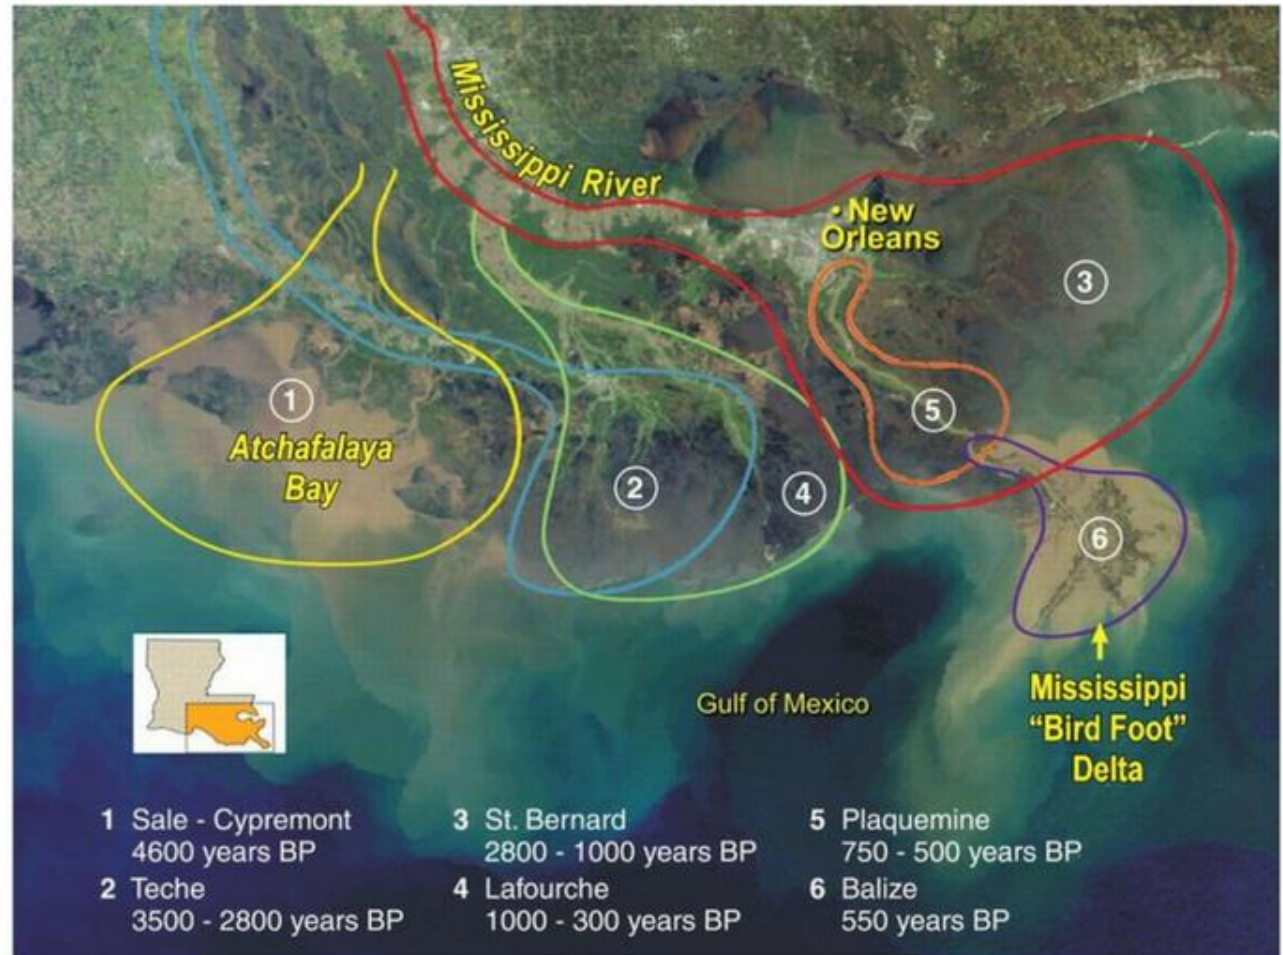 Mississippi River
• New
Orleans
3
1
Atchafalaya
Bay
5
2
4
6
Gulf of Mexico
Mississippi
“Bird Foot”
Delta
1 Sale - Cypremont
4600 years BP
2 Teche
3500 - 2800 years BP
3 St. Bernard
2800 - 1000 years BP
4 Lafourche
1000 - 300 years BP
5 Plaquemine
750 - 500 years BP
6 Balize
550 years BP